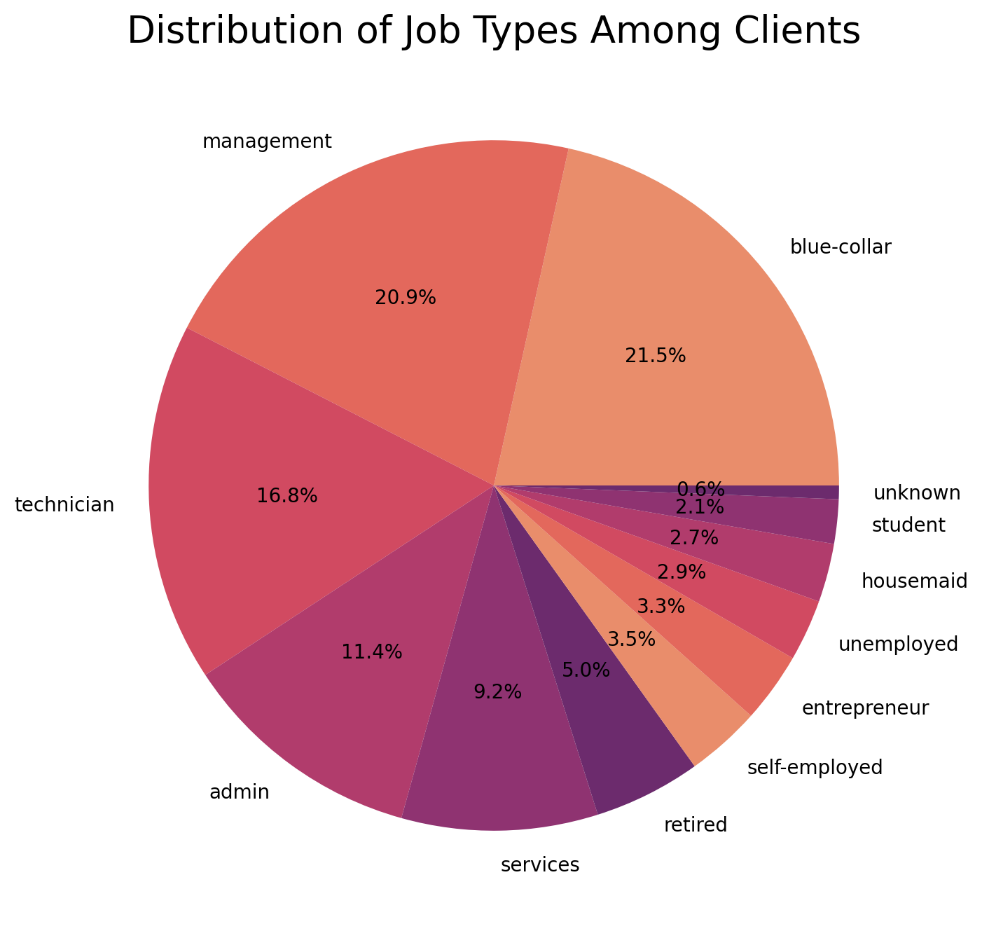 Distribution of Job Types Among Clients
management
blue-collar
20.9%
21.5%
technician
16.8%
0.6%
unknown
2.1%
student
2.7%
housemaid
2.9%
unemployed
3.3%
entrepreneur
3.5%
self-employed
11.4%
5.0%
retired
9.2%
admin
services